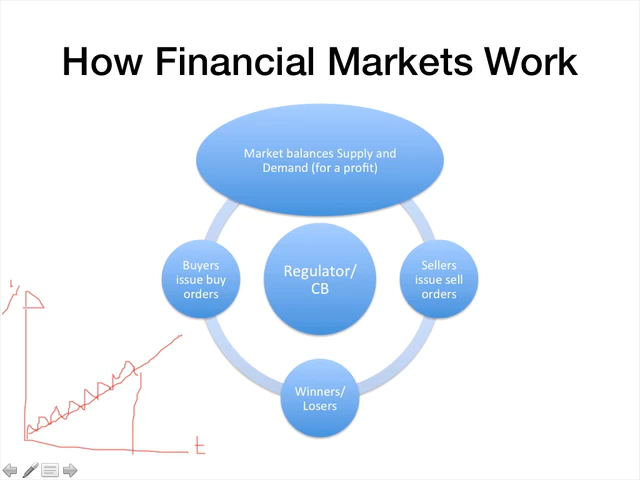 How Financial Markets Work
Market balances Supply and
Demand (for a profit)
Buyers
issue buy
orders
Regulator/
CB
Sellers
issue sell
orders
Winners/
Losers
t